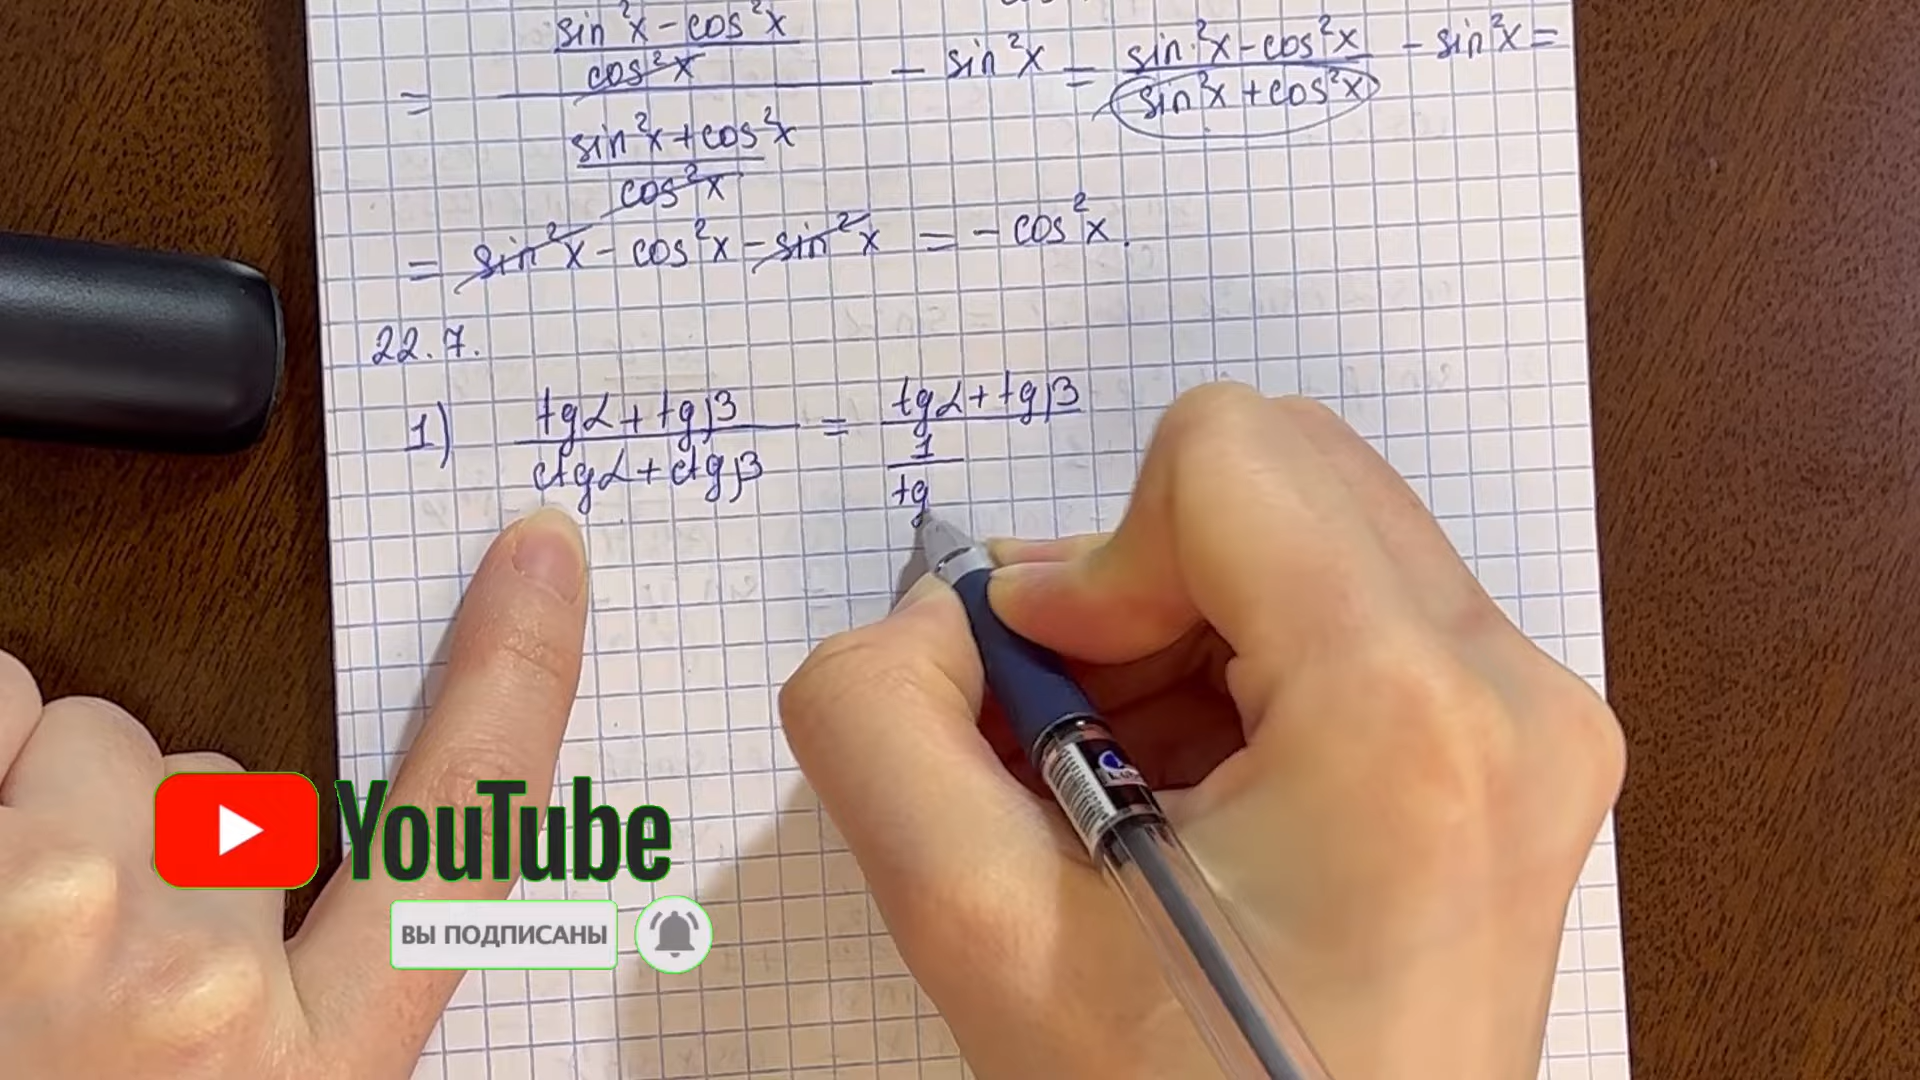 = (sin²x - cos²x / cos²x) / (sin²x + cos²x / cos²x) - sin²x = (sin²x - cos²x) / (sin²x + cos²x) - sin²x =
= sin²x - cos²x - sin²x = - cos²x.
22.7.
1) (tgα + tgβ) / (ctgα + ctgβ) = (tgα + tgβ) / (1 / tg
YouTube
ВЫ ПОДПИСАНЫ